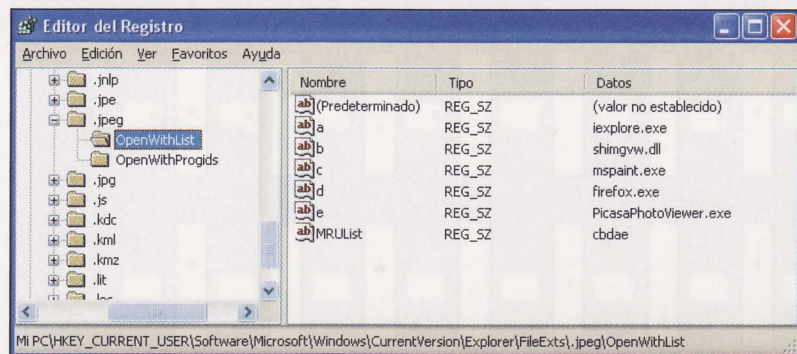 Editor del Registro
Archivo Edición Ver Favoritos Ayuda
.jnlp
.jpe
.jpeg
OpenWithList
OpenWithProgids
.jpg
.js
.kdc
.kml
.kmz
.lit
Nombre Tipo Datos
(Predeterminado) REG_SZ (valor no establecido)
a REG_SZ iexplore.exe
b REG_SZ shimgvw.dll
c REG_SZ mspaint.exe
d REG_SZ firefox.exe
e REG_SZ PicasaPhotoViewer.exe
MRUList REG_SZ cbdae
Mi PC\HKEY_CURRENT_USER\Software\Microsoft\Windows\CurrentVersion\Explorer\FileExts\.jpeg\OpenWithList